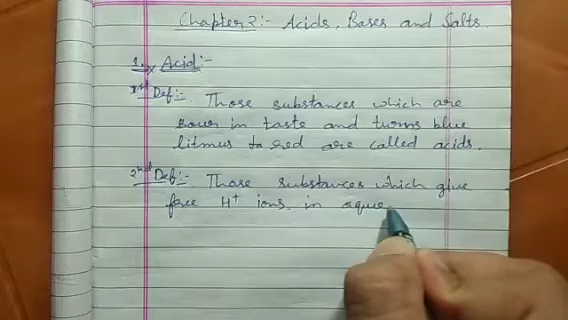 Chapter 2:- Acids, Bases and Salts
1. Acid:-
1st Def:- Those substances which are
sour in taste and turns blue
litmus to red are called acids.
2nd Def:- Those substances which give
free H+ ions in aque